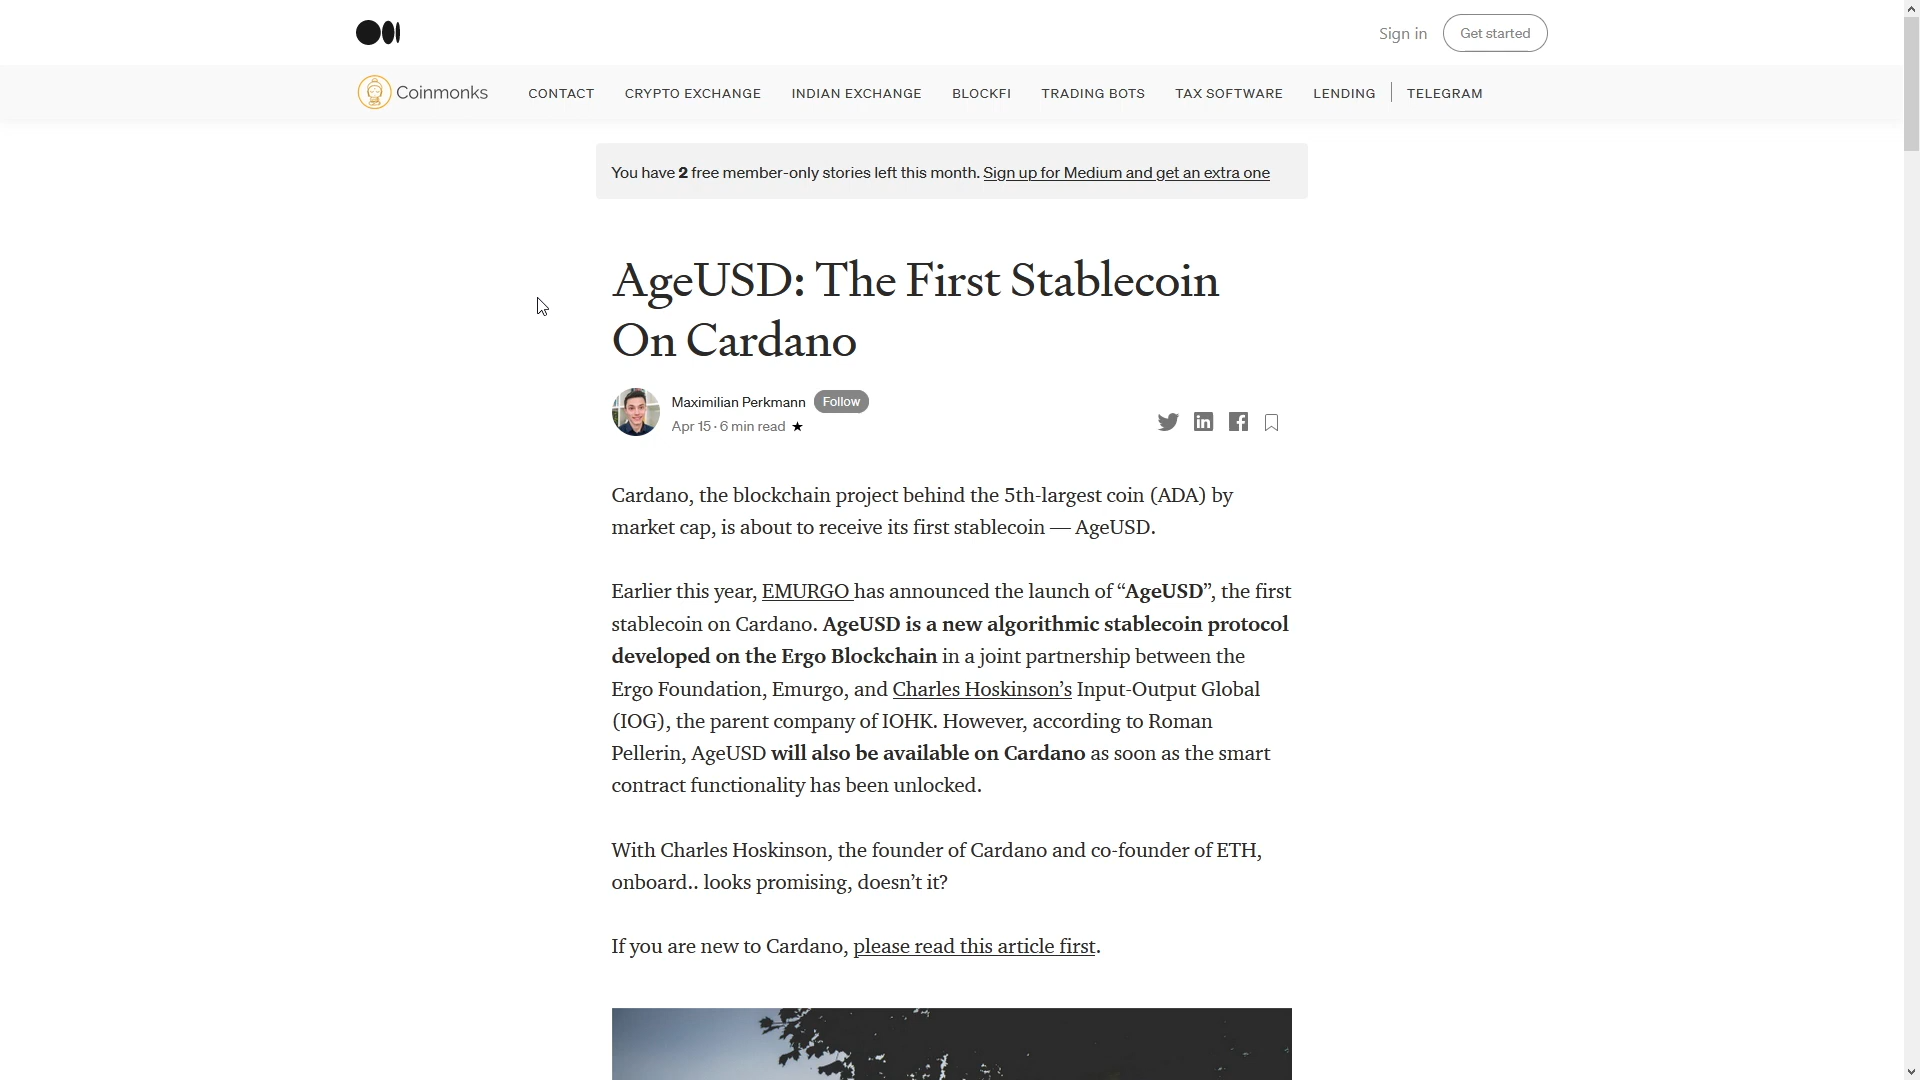 Sign in
Get started
Coinmonks
CONTACT
CRYPTO EXCHANGE
INDIAN EXCHANGE
BLOCKFI
TRADING BOTS
TAX SOFTWARE
LENDING
TELEGRAM
You have 2 free member-only stories left this month. Sign up for Medium and get an extra one
AgeUSD: The First Stablecoin
On Cardano
Maximilian Perkmann
Follow
Apr 15 · 6 min read ★
Cardano, the blockchain project behind the 5th-largest coin (ADA) by
market cap, is about to receive its first stablecoin — AgeUSD.
Earlier this year, EMURGO has announced the launch of “AgeUSD”, the first
stablecoin on Cardano. AgeUSD is a new algorithmic stablecoin protocol
developed on the Ergo Blockchain in a joint partnership between the
Ergo Foundation, Emurgo, and Charles Hoskinson’s Input-Output Global
(IOG), the parent company of IOHK. However, according to Roman
Pellerin, AgeUSD will also be available on Cardano as soon as the smart
contract functionality has been unlocked.
With Charles Hoskinson, the founder of Cardano and co-founder of ETH,
onboard.. looks promising, doesn’t it?
If you are new to Cardano, please read this article first.